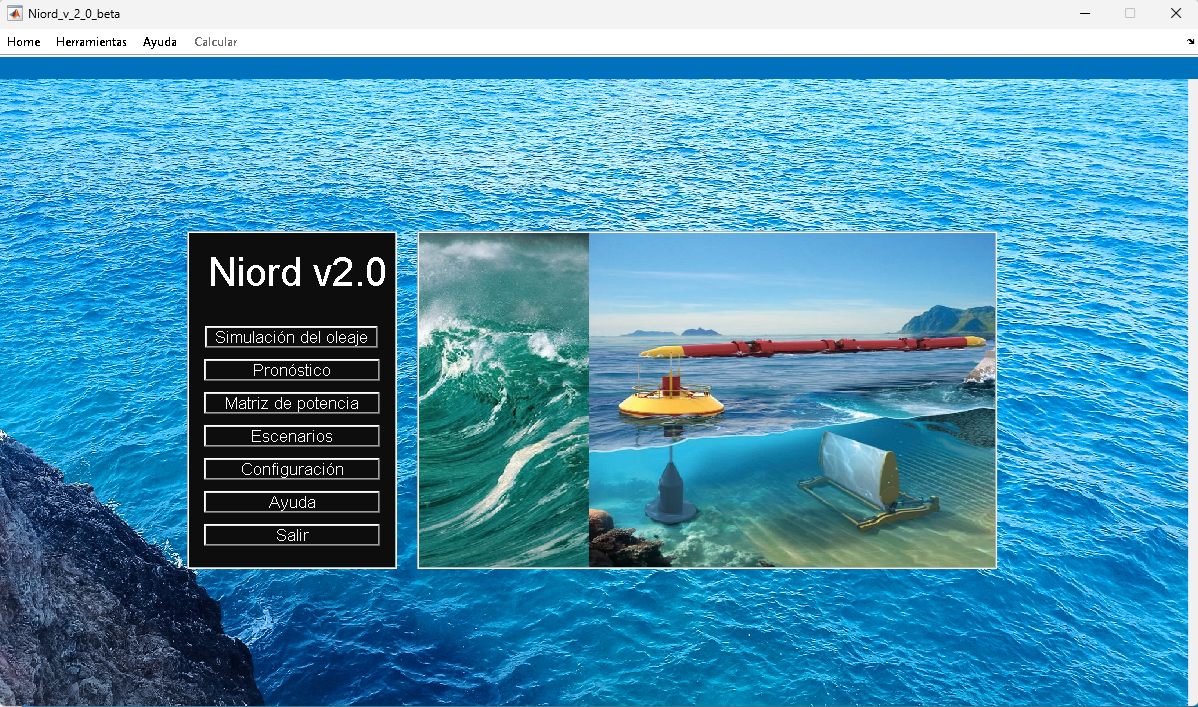 Niord_v_2_0_beta
Home Herramientas Ayuda Calcular
Niord v2.0
Simulación del oleaje
Pronóstico
Matriz de potencia
Escenarios
Configuración
Ayuda
Salir